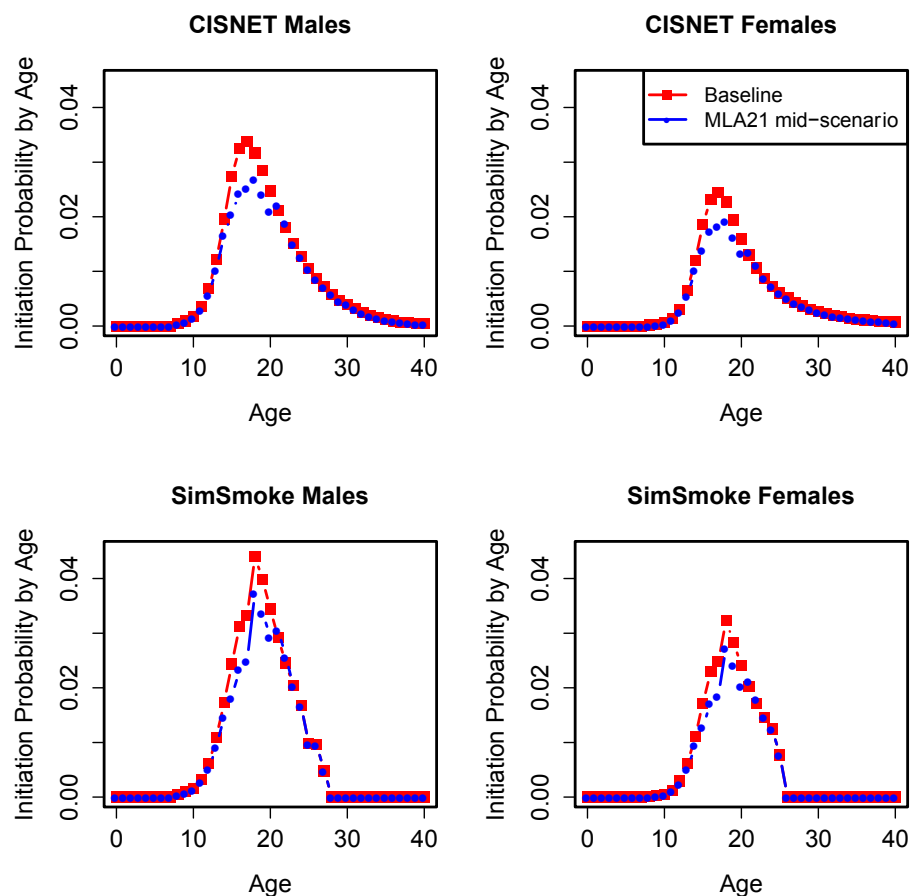 CISNET Males
Initiation Probability by Age
0.04
0.02
0.00
0 10 20 30 40
Age
CISNET Females
Baseline
MLA21 mid−scenario
Initiation Probability by Age
0.04
0.02
0.00
0 10 20 30 40
Age
SimSmoke Males
Initiation Probability by Age
0.04
0.02
0.00
0 10 20 30 40
Age
SimSmoke Females
Initiation Probability by Age
0.04
0.02
0.00
0 10 20 30 40
Age